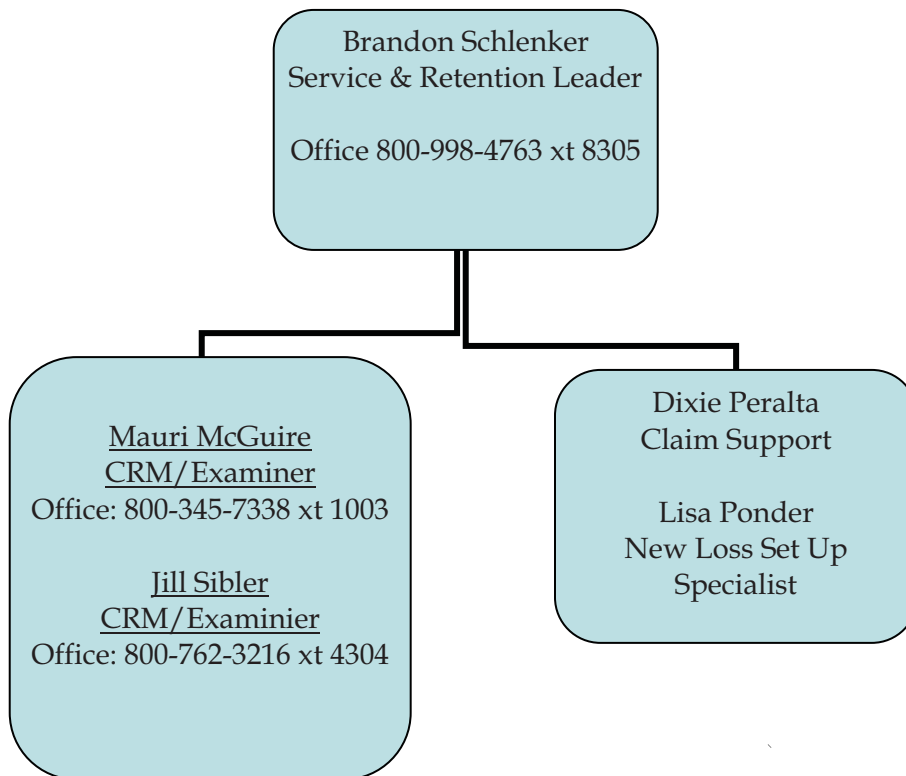 Brandon Schlenker
Service & Retention Leader
Office 800-998-4763 xt 8305
Mauri McGuire
CRM/Examiner
Office: 800-345-7338 xt 1003
Jill Sibler
CRM/Examinier
Office: 800-762-3216 xt 4304
Dixie Peralta
Claim Support
Lisa Ponder
New Loss Set Up
Specialist
`